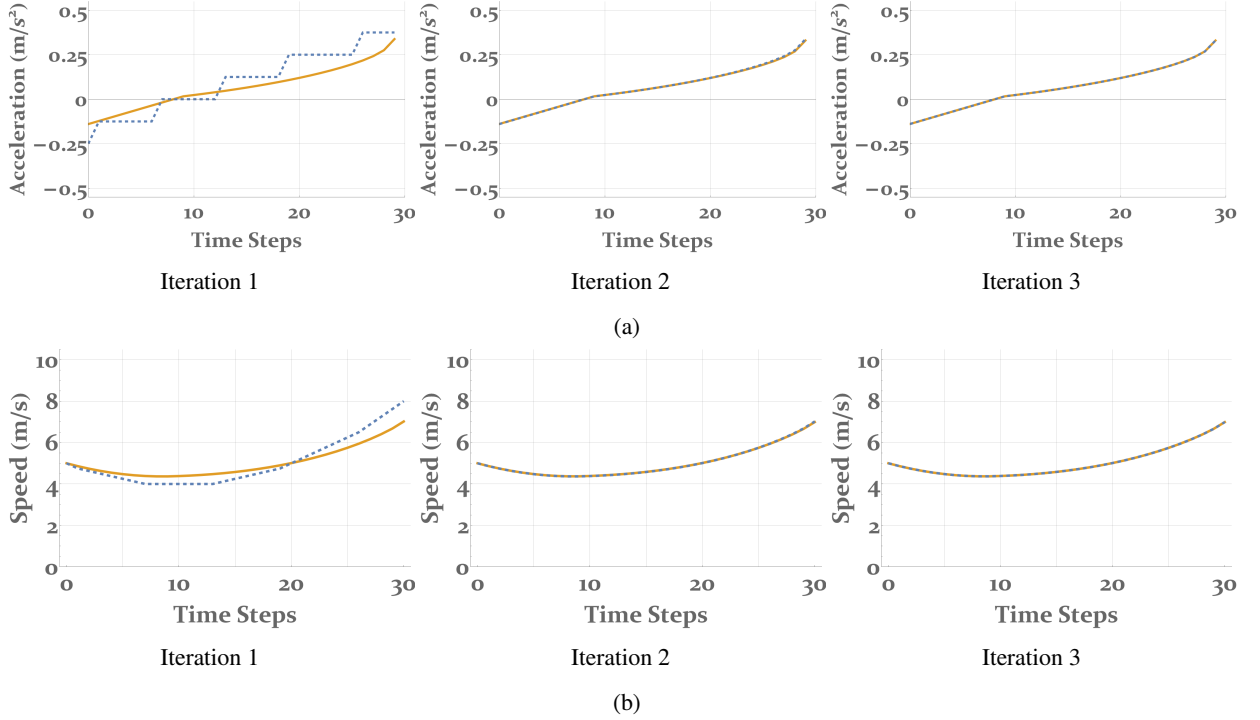 Acceleration (m/s²)
0.5
0.25
0
−0.25
−0.5
0 10 20 30
Time Steps
Iteration 1
Acceleration (m/s²)
0.5
0.25
0
−0.25
−0.5
0 10 20 30
Time Steps
Iteration 2
Acceleration (m/s²)
0.5
0.25
0
−0.25
−0.5
0 10 20 30
Time Steps
Iteration 3
(a)
Speed (m/s)
10
8
6
4
2
0
0 10 20 30
Time Steps
Iteration 1
Speed (m/s)
10
8
6
4
2
0
0 10 20 30
Time Steps
Iteration 2
Speed (m/s)
10
8
6
4
2
0
0 10 20 30
Time Steps
Iteration 3
(b)